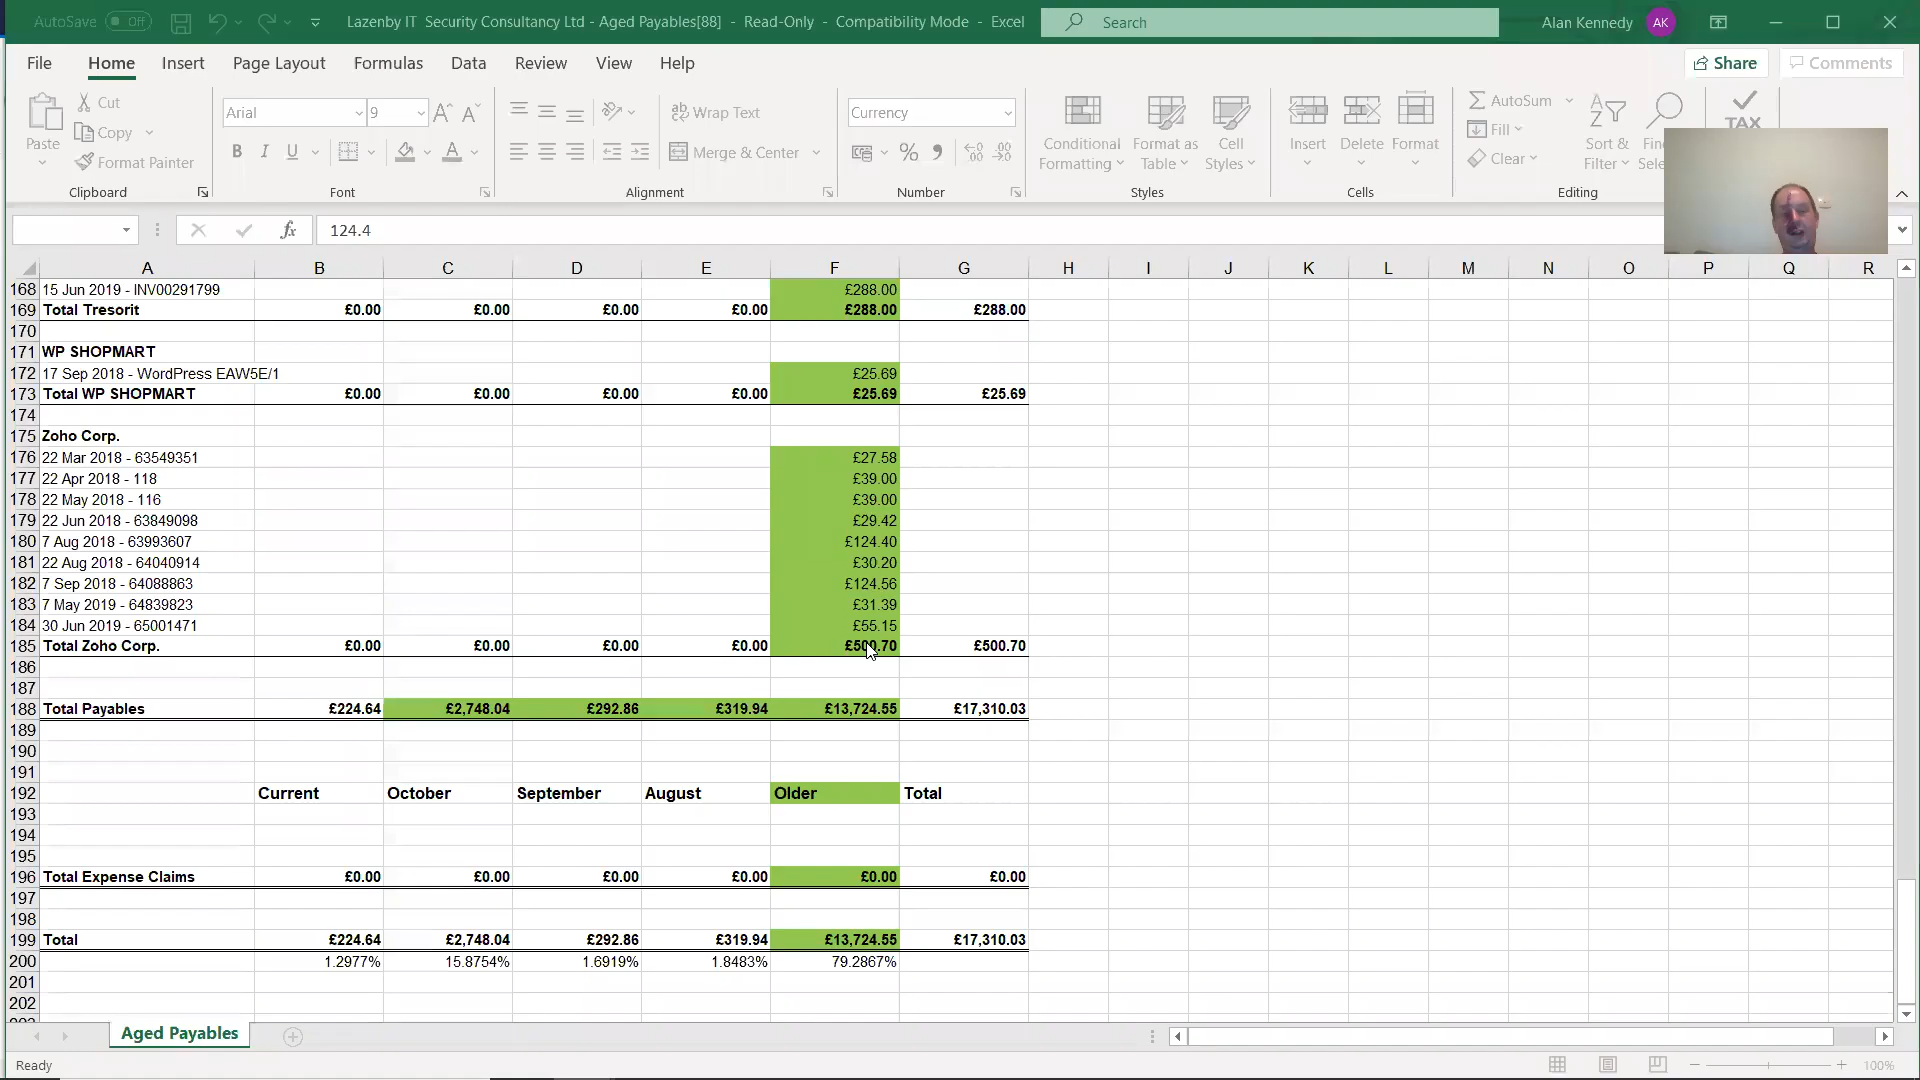 AutoSave Off Lazenby IT Security Consultancy Ltd - Aged Payables[88] - Read-Only - Compatibility Mode - Excel Search Alan Kennedy AK
File Home Insert Page Layout Formulas Data Review View Help Share Comments
Cut Arial 9 Wrap Text Currency AutoSum
Copy Fill TAX
Paste Format Painter Merge & Center Conditional Formatting Format as Table Cell Styles Insert Delete Format Clear Sort & Filter
Clipboard Font Alignment Number Styles Cells Editing
fx 124.4
A B C D E F G H I J K L M N O P Q R
168 15 Jun 2019 - INV00291799 £288.00
169 Total Tresorit £0.00 £0.00 £0.00 £0.00 £288.00 £288.00
170
171 WP SHOPMART
172 17 Sep 2018 - WordPress EAW5E/1 £25.69
173 Total WP SHOPMART £0.00 £0.00 £0.00 £0.00 £25.69 £25.69
174
175 Zoho Corp.
176 22 Mar 2018 - 63549351 £27.58
177 22 Apr 2018 - 118 £39.00
178 22 May 2018 - 116 £39.00
179 22 Jun 2018 - 63849098 £29.42
180 7 Aug 2018 - 63993607 £124.40
181 22 Aug 2018 - 64040914 £30.20
182 7 Sep 2018 - 64088863 £124.56
183 7 May 2019 - 64839823 £31.39
184 30 Jun 2019 - 65001471 £55.15
185 Total Zoho Corp. £0.00 £0.00 £0.00 £0.00 £500.70 £500.70
186
187
188 Total Payables £224.64 £2,748.04 £292.86 £319.94 £13,724.55 £17,310.03
189
190
191
192 Current October September August Older Total
193
194
195
196 Total Expense Claims £0.00 £0.00 £0.00 £0.00 £0.00 £0.00
197
198
199 Total £224.64 £2,748.04 £292.86 £319.94 £13,724.55 £17,310.03
200 1.2977% 15.8754% 1.6919% 1.8483% 79.2867%
201
202
Aged Payables
Ready 100%